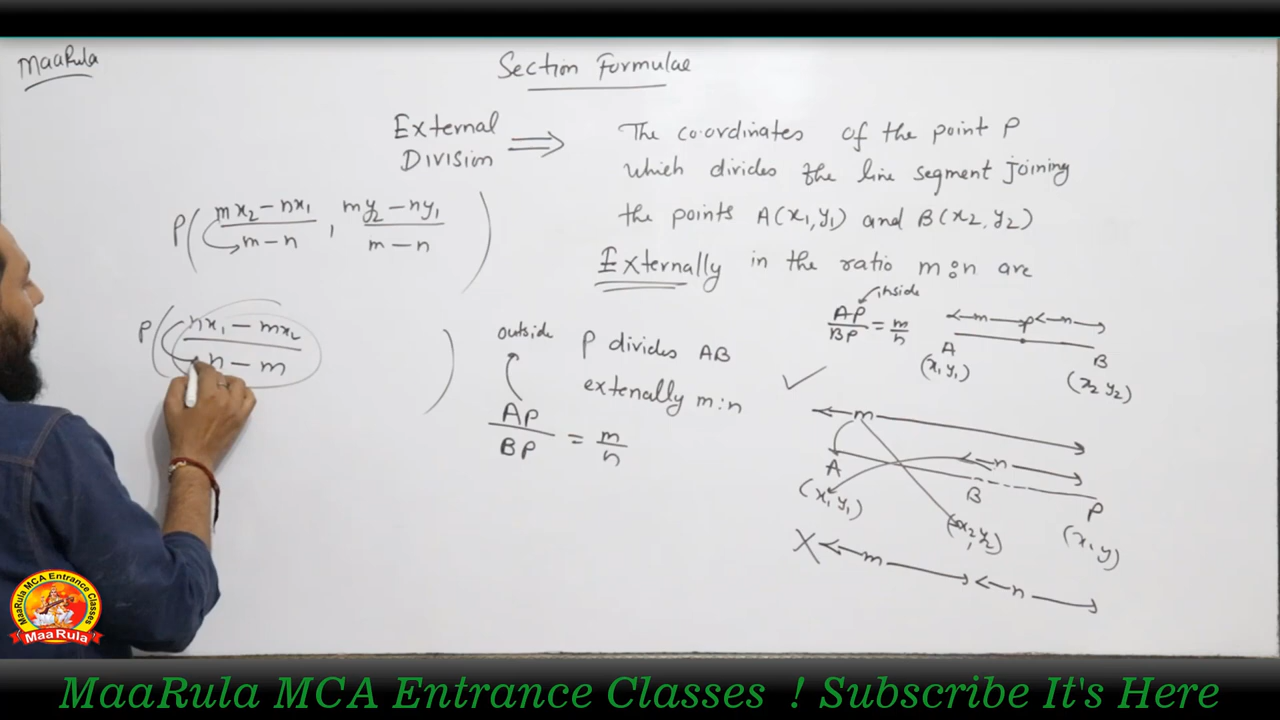 MaaRula
Section Formulae
External
Division ⟹
The co-ordinates of the point P
which divides the line segment joining
the points A(x₁,y₁) and B(x₂,y₂)
Externally in the ratio m:n are
P( mx₂-nx₁ / m-n , my₂-ny₁ / m-n )
P( nx₁-mx₂ / n-m )
outside
P divides AB
extenally m:n
AP/BP = m/n
inside
AP/BP = m/n
m P n
A
(x₁ y₁)
B
(x₂ y₂)
✓
m
n
A
(x₁ y₁)
B
(x₂, y₂)
P
(x, y)
X m n
MaaRula MCA Entrance Classes
MaaRula
MaaRula MCA Entrance Classes ! Subscribe It's Here